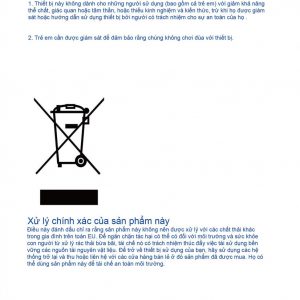 1. Thiết bị này không dành cho những người sử dụng (bao gồm cả trẻ em) với giảm khả năng
thể chất, giác quan hoặc tâm thần, hoặc thiếu kinh nghiệm và kiến thức, trừ khi họ được giám
sát hoặc hướng dẫn sử dụng thiết bị bởi người có trách nhiệm cho sự an toàn của họ .
2. Trẻ em cần được giám sát để đảm bảo rằng chúng không chơi đùa với thiết bị.
Xử lý chính xác của sản phẩm này
Điều này đánh dấu chỉ ra rằng sản phẩm này không nên được xử lý với các chất thải khác
trong gia đình trên toàn EU. Để ngăn chặn tác hại có thể có đối với môi trường và sức khỏe
con người từ xử lý rác thải bừa bãi, tái chế nó có trách nhiệm thúc đẩy việc tái sử dụng bền
vững các nguồn tài nguyên vật liệu. Để trở về thiết bị sử dụng của bạn, hãy sử dụng các hệ
thống trở lại và thu hoặc liên hệ với các cửa hàng bán lẻ ở đó sản phẩm đã được mua. Họ có
thể dùng sản phẩm này để tái chế an toàn môi trường.